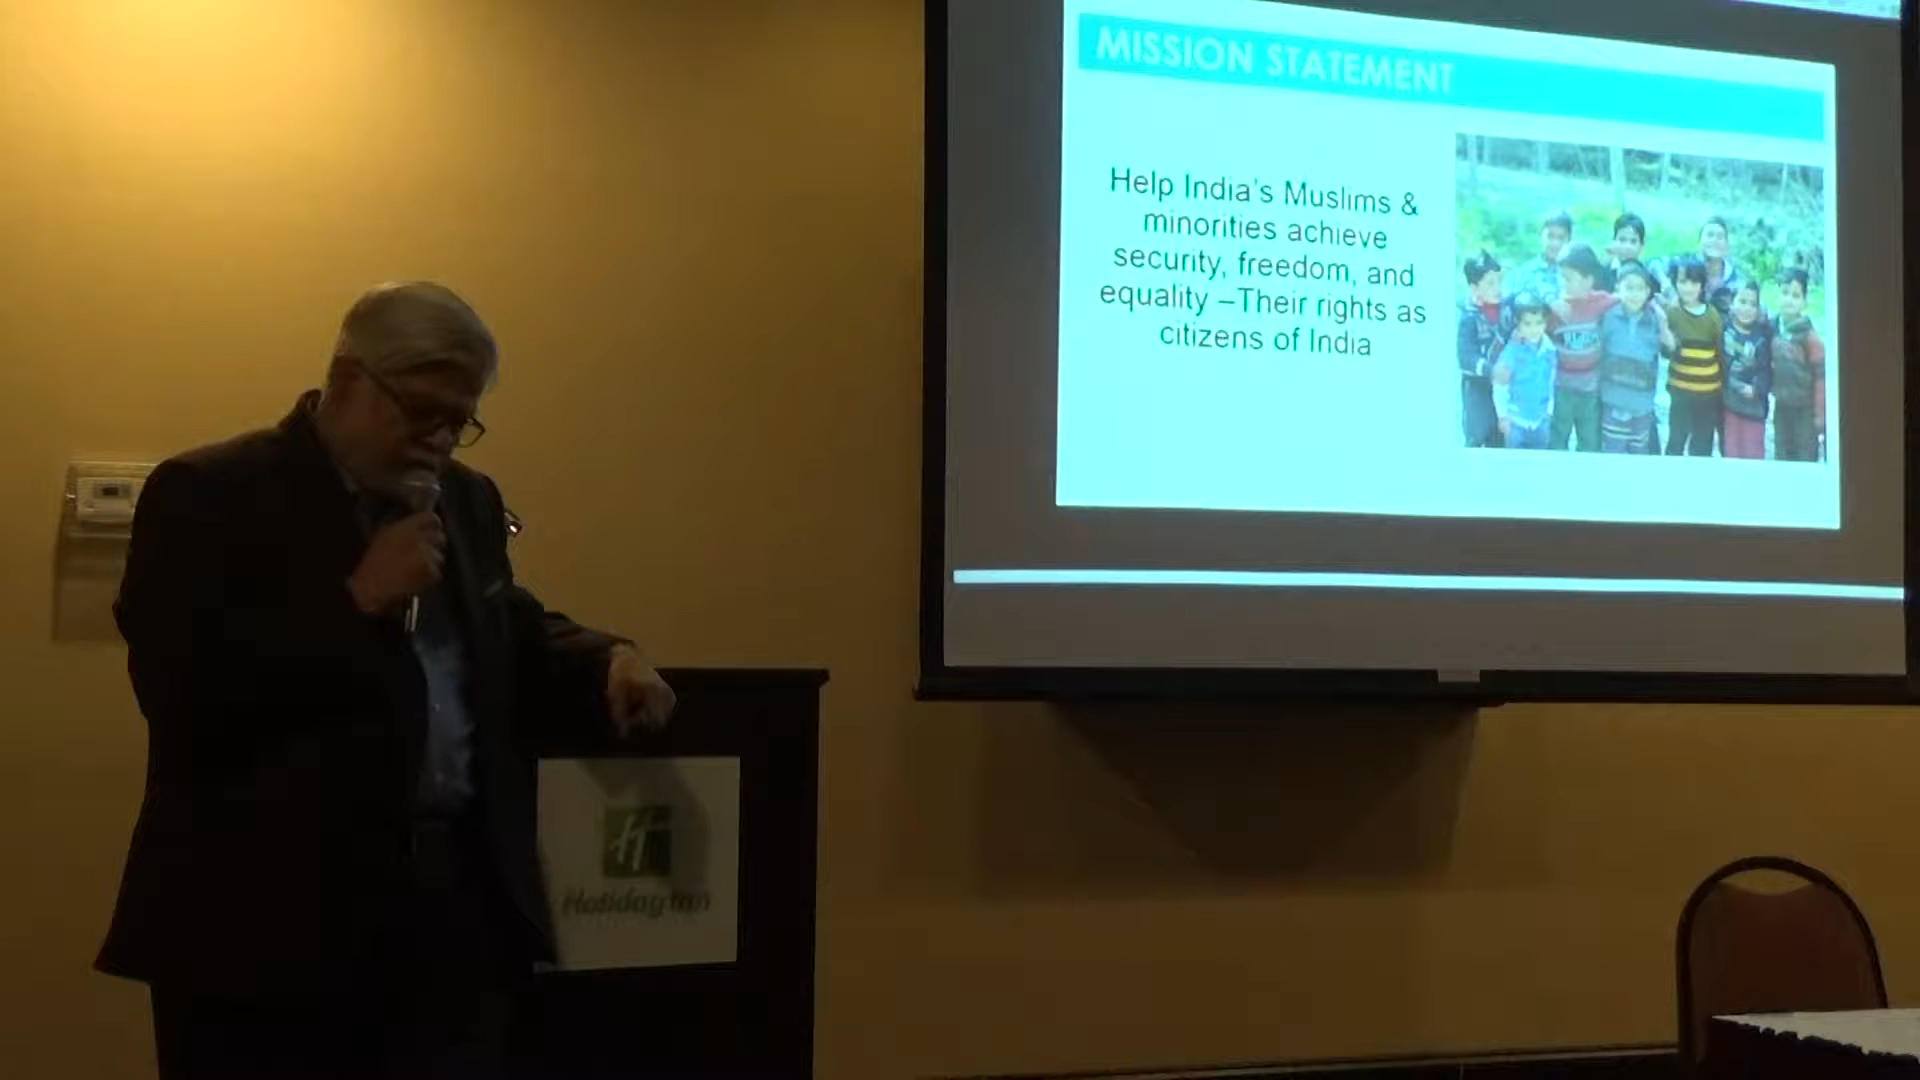 MISSION STATEMENT
Help India's Muslims &
minorities achieve
security, freedom, and
equality –Their rights as
citizens of India
H
Holiday Inn